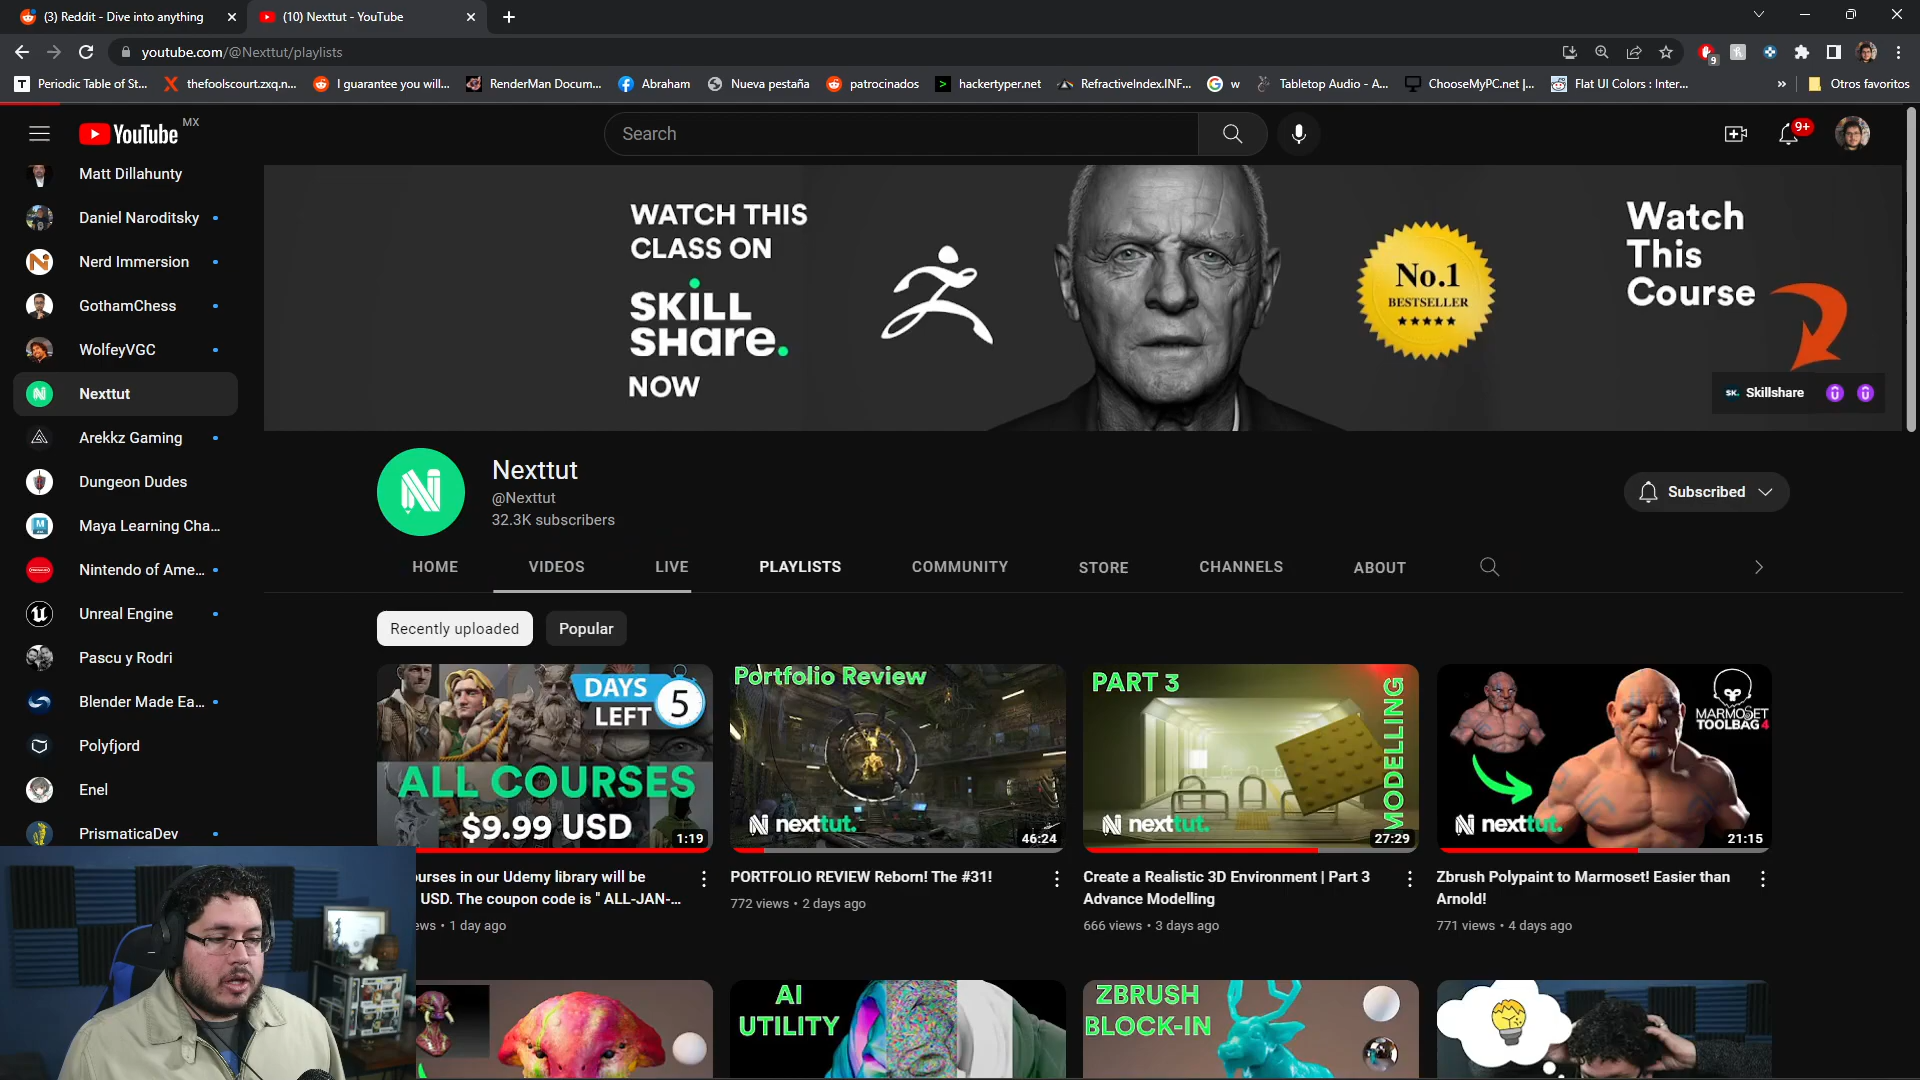 (3) Reddit - Dive into anything
(10) Nexttut - YouTube
youtube.com/@Nexttut/playlists
9
Periodic Table of St...
thefoolscourt.zxq.n...
I guarantee you will...
RenderMan Docum...
Abraham
Nueva pestaña
patrocinados
hackertyper.net
RefractiveIndex.INF...
w
Tabletop Audio - A...
ChooseMyPC.net |...
Flat UI Colors : Inter...
»
Otros favoritos
YouTube MX
Search
9+
Matt Dillahunty
Daniel Naroditsky
Nerd Immersion
GothamChess
WolfeyVGC
Nexttut
Arekkz Gaming
Dungeon Dudes
Maya Learning Cha...
Nintendo of Ame...
Unreal Engine
Pascu y Rodri
Blender Made Ea...
Polyfjord
Enel
PrismaticaDev
WATCH THIS
CLASS ON
SKILL
SHare.
NOW
No.1
BESTSELLER
Watch
This
Course
SK. Skillshare
Nexttut
@Nexttut
32.3K subscribers
Subscribed
HOME
VIDEOS
LIVE
PLAYLISTS
COMMUNITY
STORE
CHANNELS
ABOUT
Recently uploaded
Popular
DAYS
LEFT 5
ALL COURSES
$9.99 USD
1:19
urses in our Udemy library will be
USD. The coupon code is " ALL-JAN-...
ews • 1 day ago
Portfolio Review
nexttut.
46:24
PORTFOLIO REVIEW Reborn! The #31!
772 views • 2 days ago
PART 3
MODELLING
nexttut.
27:29
Create a Realistic 3D Environment | Part 3
Advance Modelling
666 views • 3 days ago
MARMOSET
TOOLBAG 4
nexttut.
21:15
Zbrush Polypaint to Marmoset! Easier than
Arnold!
771 views • 4 days ago
AI
UTILITY
ZBRUSH
BLOCK-IN